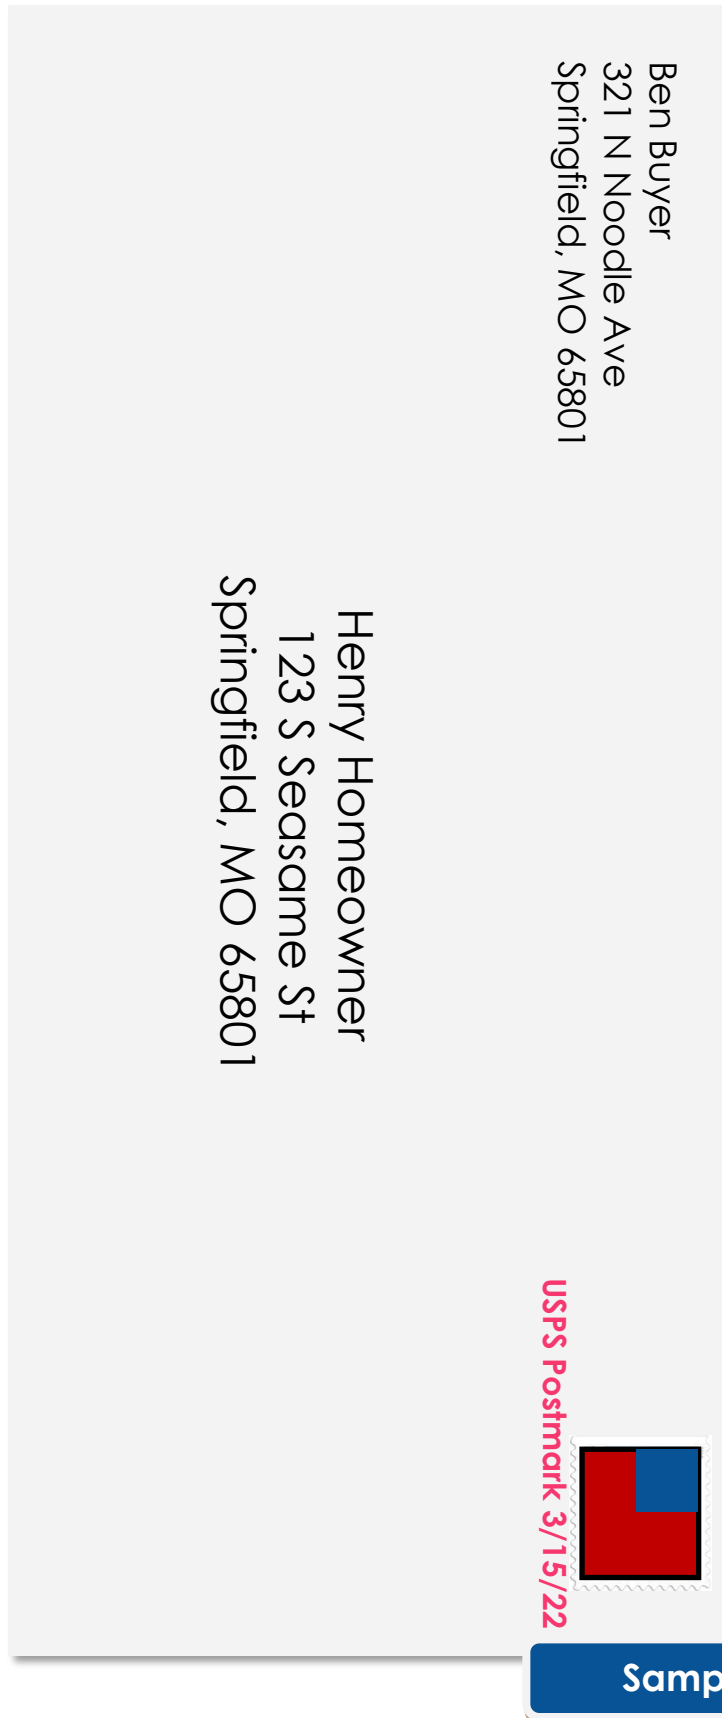 Ben Buyer
321 N Noodle Ave
Springfield, MO 65801
Henry Homeowner
123 S Seasame St
Springfield, MO 65801
USPS Postmark 3/15/22
Samp